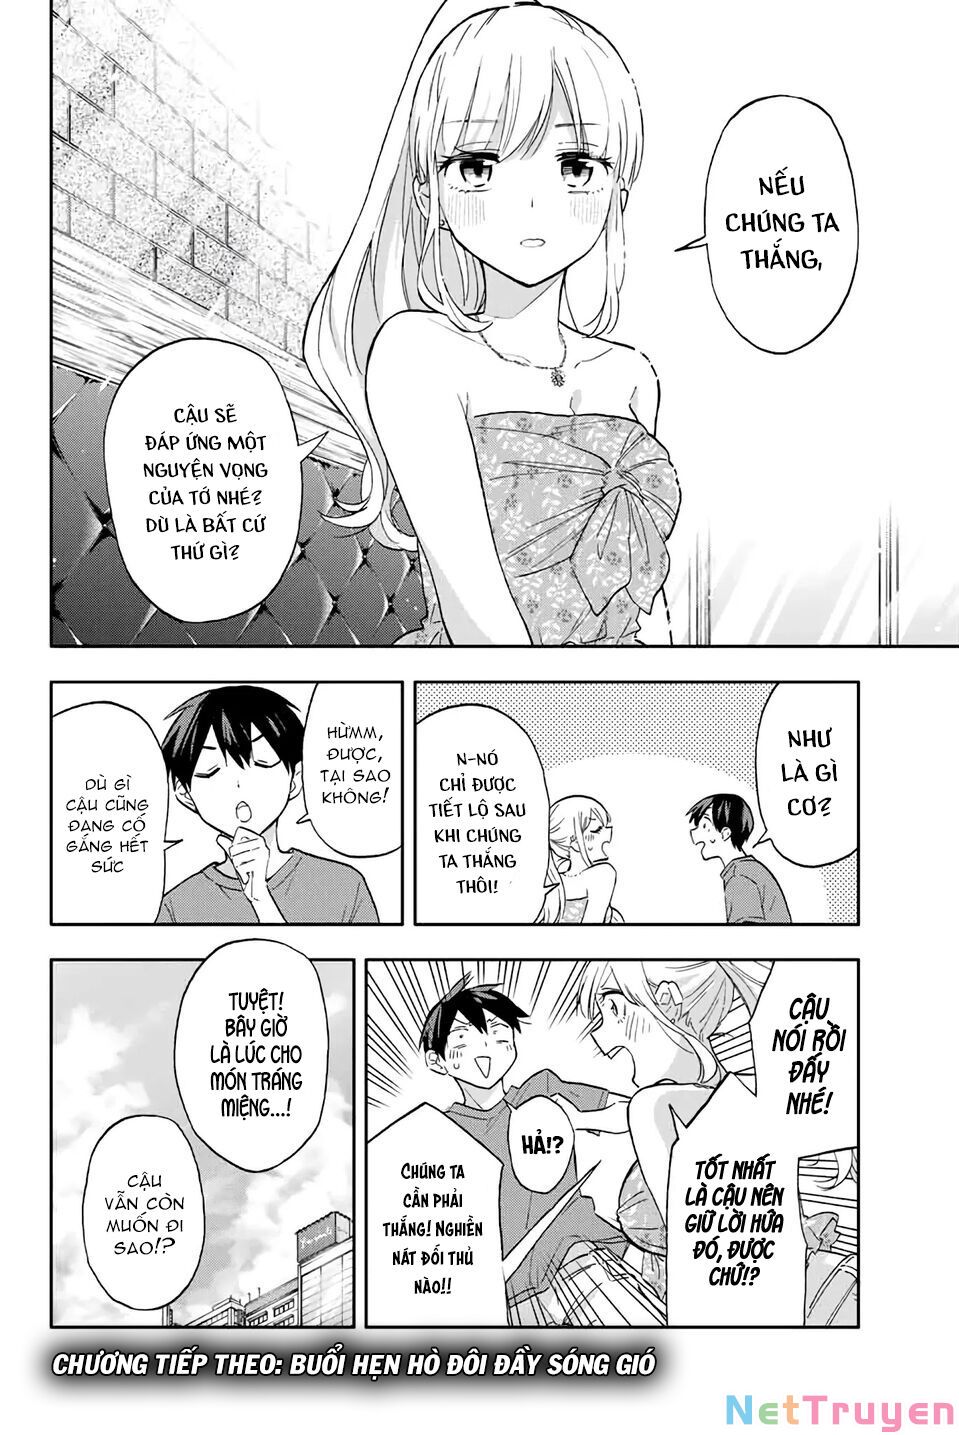 NẾU
CHÚNG TA
THẮNG,
CẬU SẼ
ĐÁP ỨNG MỘT
NGUYỆN VỌNG
CỦA TỚ NHÉ?
DÙ LÀ BẤT CỨ
THỨ GÌ?
NHƯ
LÀ GÌ
CƠ?
N-NÓ
CHỈ ĐƯỢC
TIẾT LỘ SAU
KHI CHÚNG
TA THẮNG
THÔI!
HỪMM,
ĐƯỢC,
TẠI SAO
KHÔNG!
DÙ GÌ
CẬU CŨNG
ĐANG CỐ
GẮNG HẾT
SỨC
CẬU
NÓI RỒI
ĐẤY
NHÉ!
TỐT NHẤT
LÀ CẬU NÊN
GIỮ LỜI HỨA
ĐÓ, ĐƯỢC
CHỨ!?
HẢ!?
CHÚNG TA
CẦN PHẢI
THẮNG! NGHIỀN
NÁT ĐỐI THỦ
NÀO!!
TUYỆT!
BÂY GIỜ
LÀ LÚC CHO
MÓN TRÁNG
MIỆNG...!
CẬU
VẪN CÒN
MUỐN ĐI
SAO!?
CHƯƠNG TIẾP THEO: BUỔI HẸN HÒ ĐÔI ĐẦY SÓNG GIÓ
NetTruyen